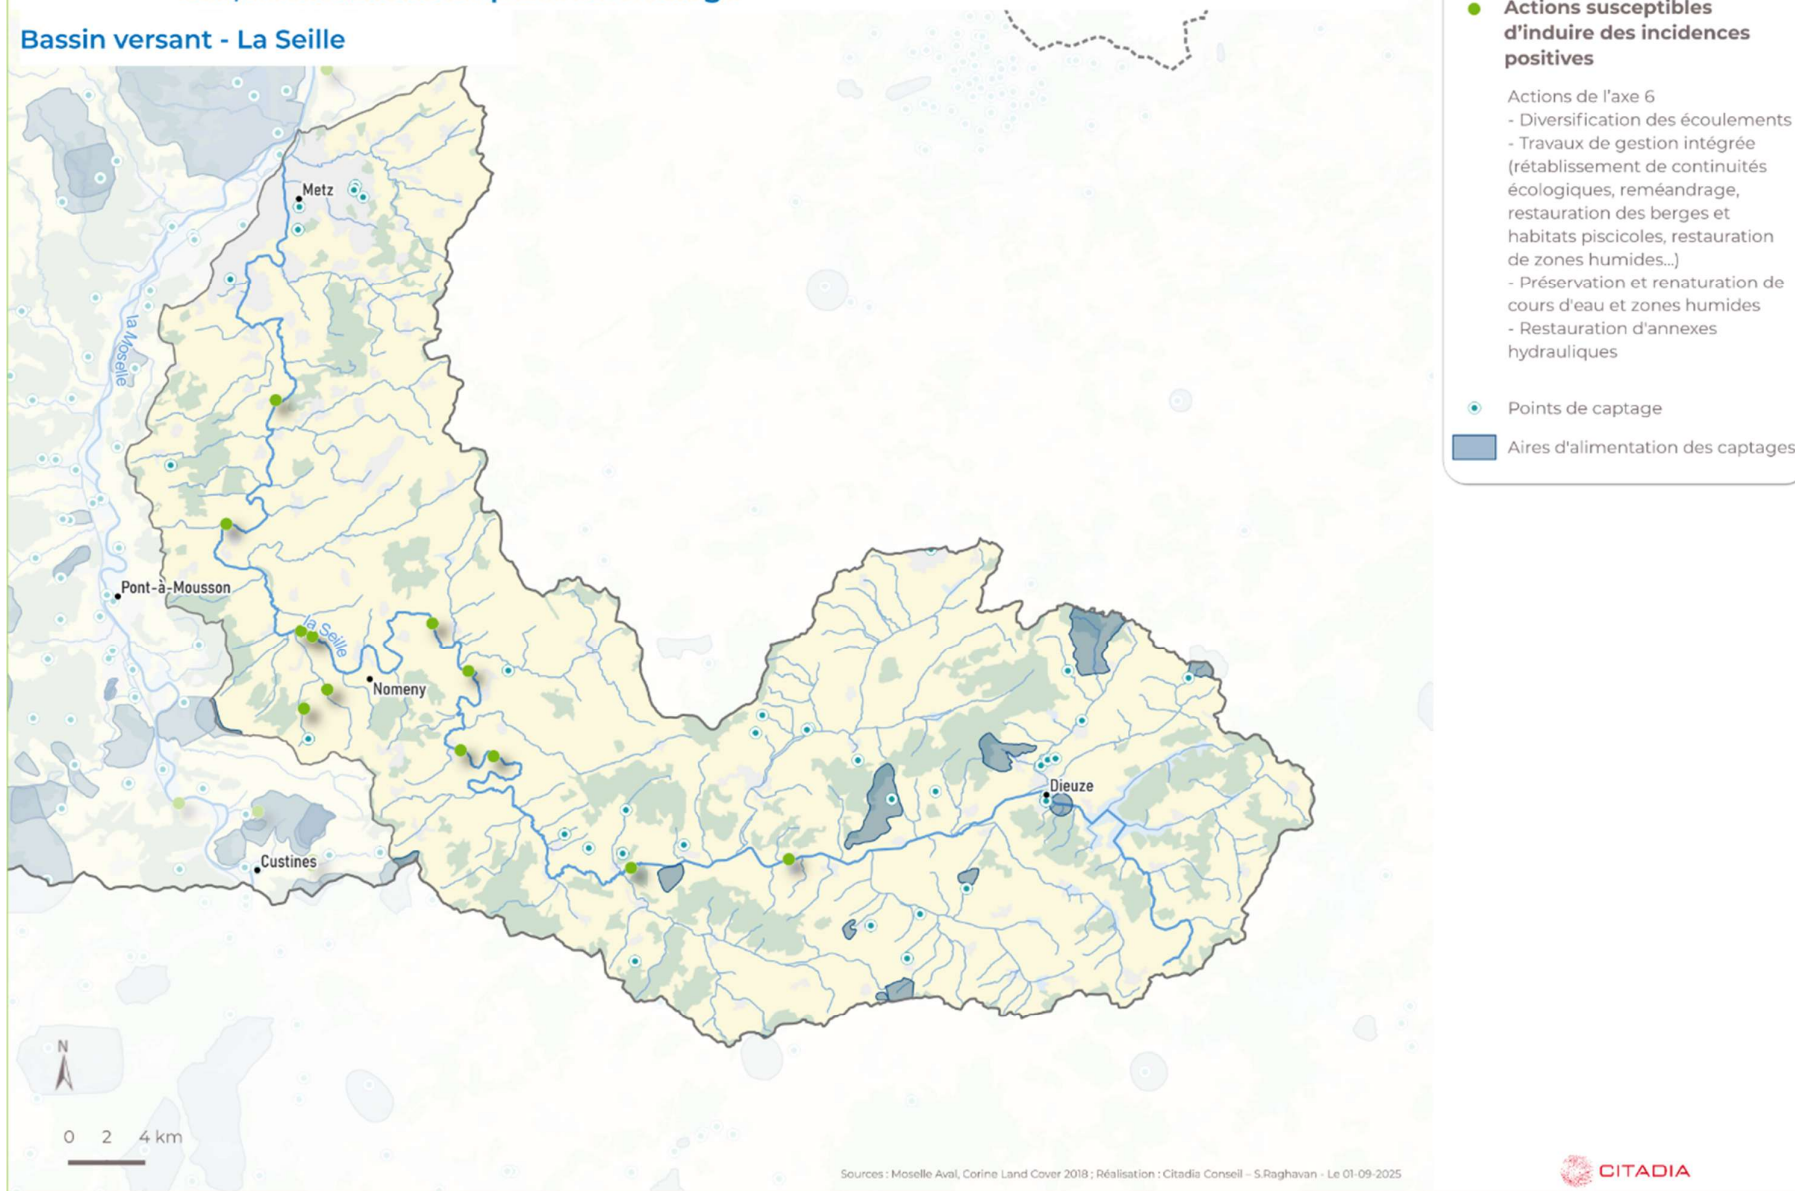 Bassin versant - La Seille
Actions susceptibles
d'induire des incidences
positives
Actions de l'axe 6
- Diversification des écoulements
- Travaux de gestion intégrée
(rétablissement de continuités
écologiques, reméandrage,
restauration des berges et
habitats piscicoles, restauration
de zones humides...)
- Préservation et renaturation de
cours d'eau et zones humides
- Restauration d'annexes
hydrauliques
Points de captage
Aires d'alimentation des captages
Metz
la Moselle
Pont-à-Mousson
la Seille
Nomeny
Dieuze
Custines
N
0 2 4 km
Sources : Moselle Aval, Corine Land Cover 2018 ; Réalisation : Citadia Conseil – S.Raghavan - Le 01-09-2025
CITADIA